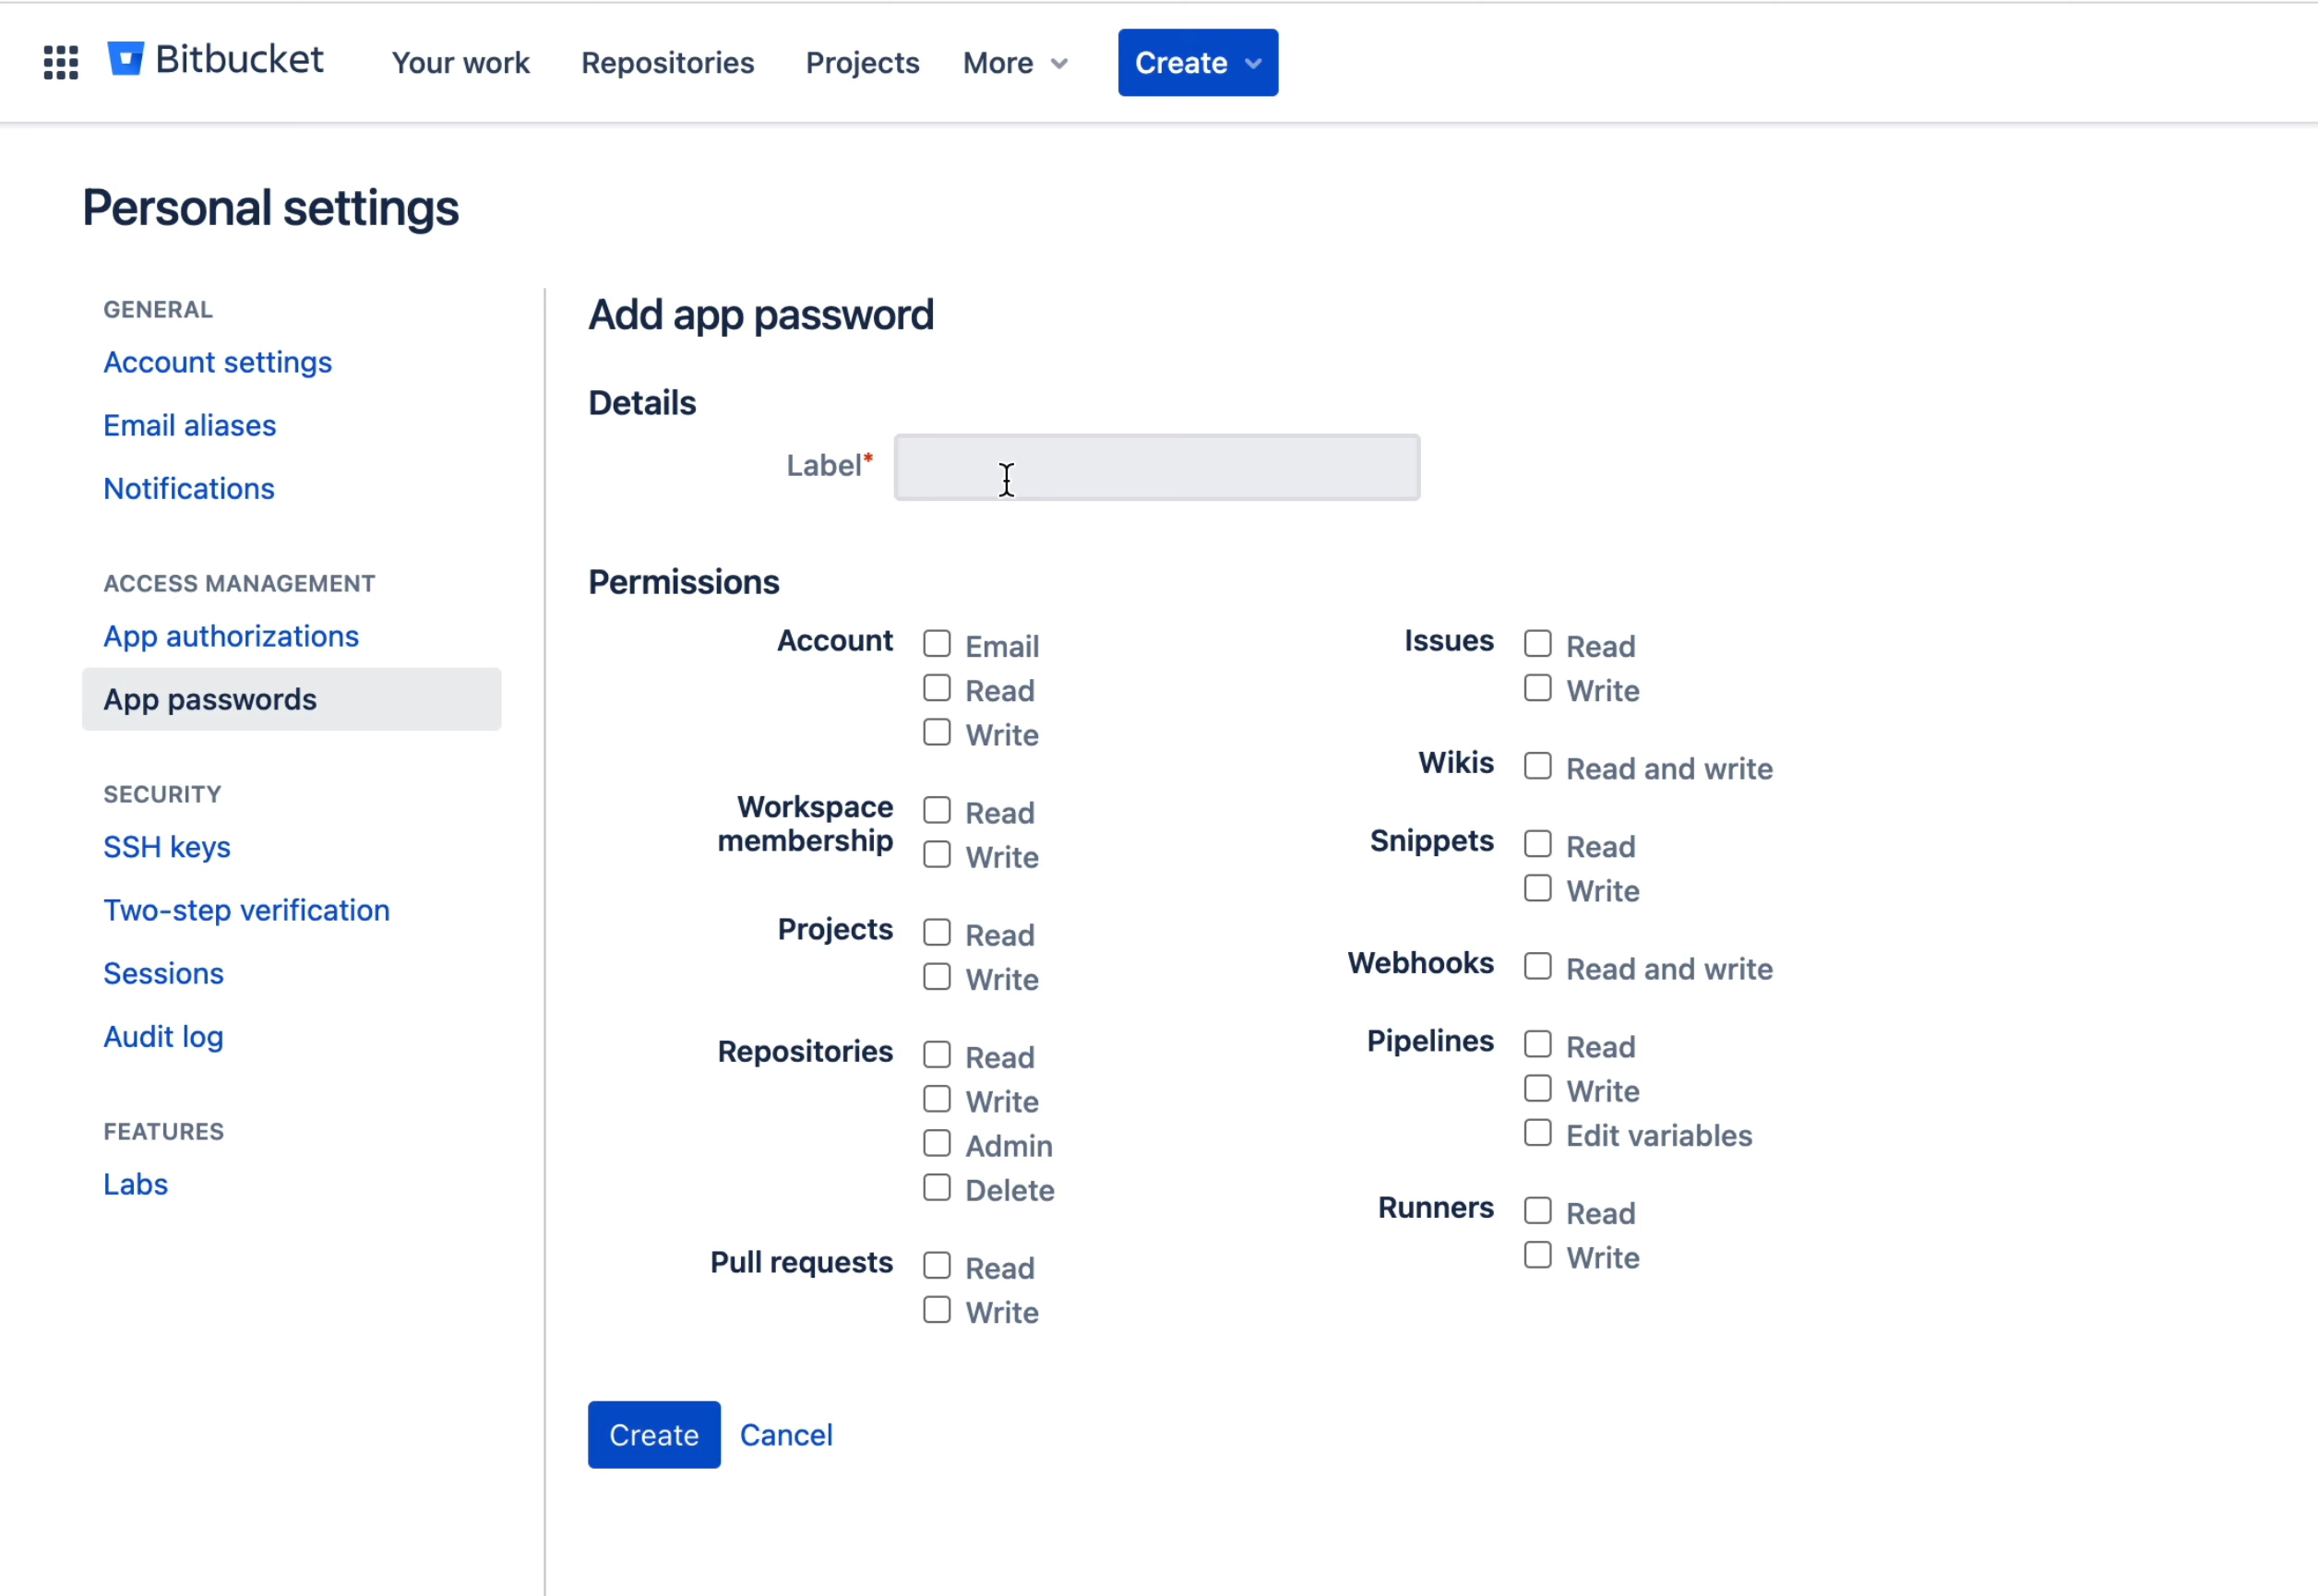 Bitbucket Your work Repositories Projects More Create
Personal settings
GENERAL
Account settings
Email aliases
Notifications
ACCESS MANAGEMENT
App authorizations
App passwords
SECURITY
SSH keys
Two-step verification
Sessions
Audit log
FEATURES
Labs
Add app password
Details
Label*
Permissions
Account Email
Read
Write
Workspace membership Read
Write
Projects Read
Write
Repositories Read
Write
Admin
Delete
Pull requests Read
Write
Issues Read
Write
Wikis Read and write
Snippets Read
Write
Webhooks Read and write
Pipelines Read
Write
Edit variables
Runners Read
Write
Create Cancel